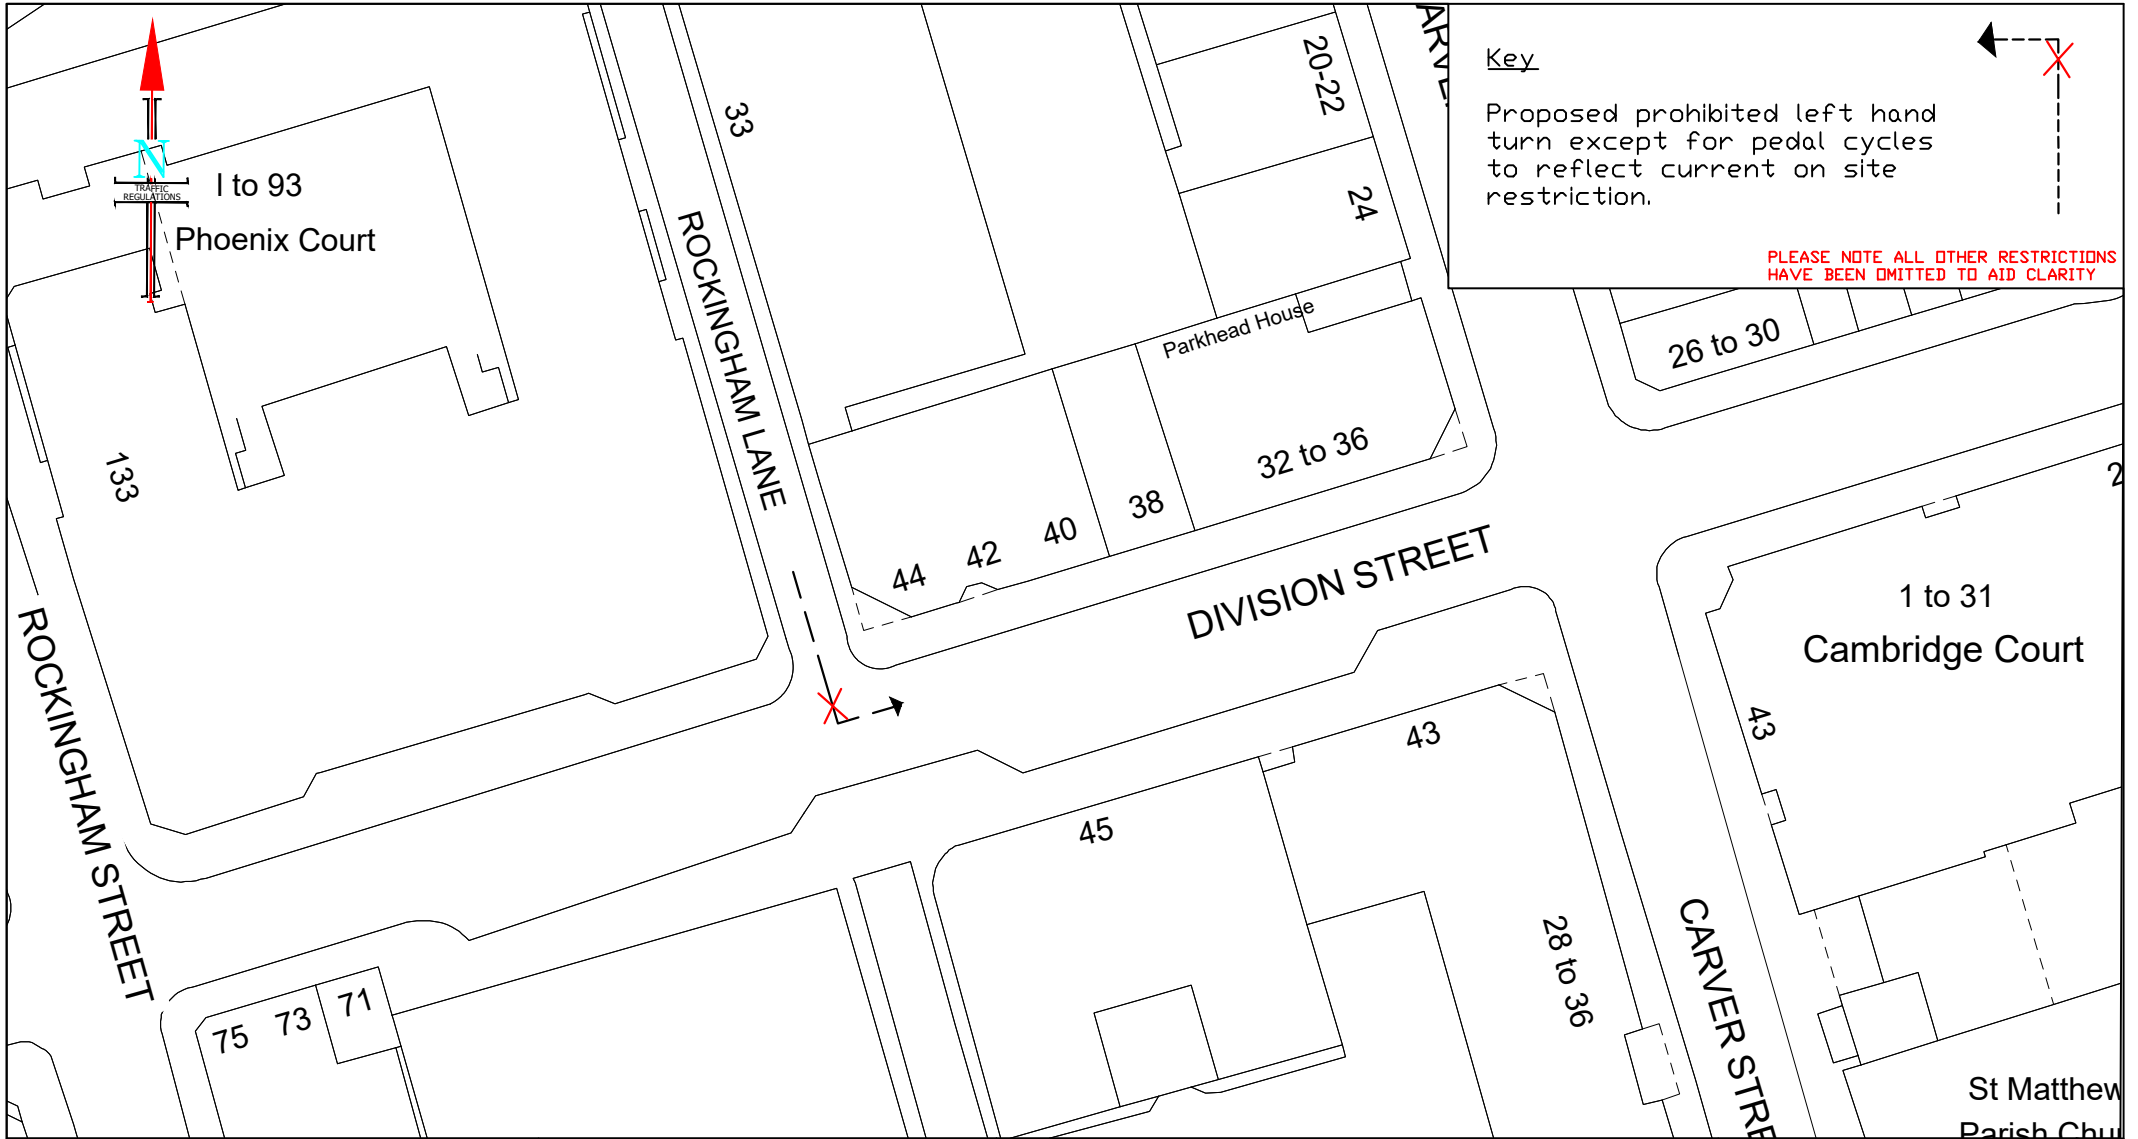 Key
Proposed prohibited left hand
turn except for pedal cycles
to reflect current on site
restriction.
PLEASE NOTE ALL OTHER RESTRICTIONS
HAVE BEEN OMITTED TO AID CLARITY
N
TRAFFIC
REGULATIONS
I to 93
Phoenix Court
33
20-22
24
ROCKINGHAM LANE
Parkhead House
26 to 30
133
32 to 36
38
40
42
44
DIVISION STREET
1 to 31
Cambridge Court
43
43
45
ROCKINGHAM STREET
28 to 36
CARVER STRE
71
73
75
St Matthew
Parish Chu